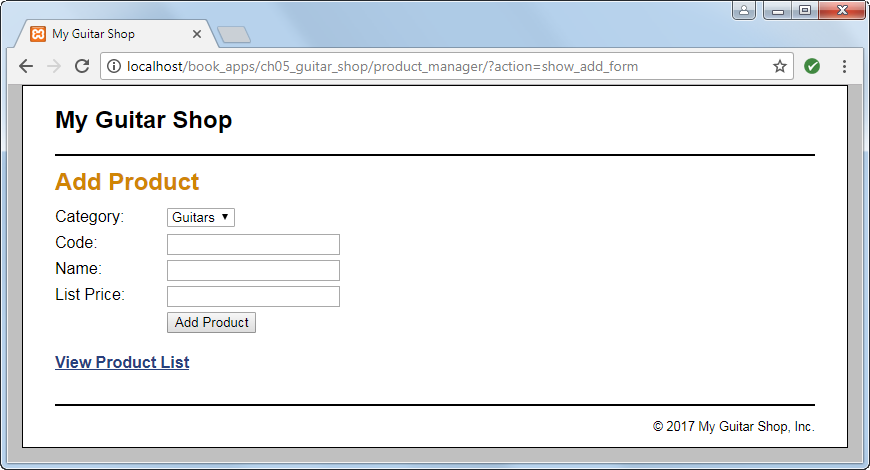 My Guitar Shop
localhost/book_apps/ch05_guitar_shop/product_manager/?action=show_add_form
My Guitar Shop
Add Product
Category: Guitars
Code:
Name:
List Price:
Add Product
View Product List
© 2017 My Guitar Shop, Inc.